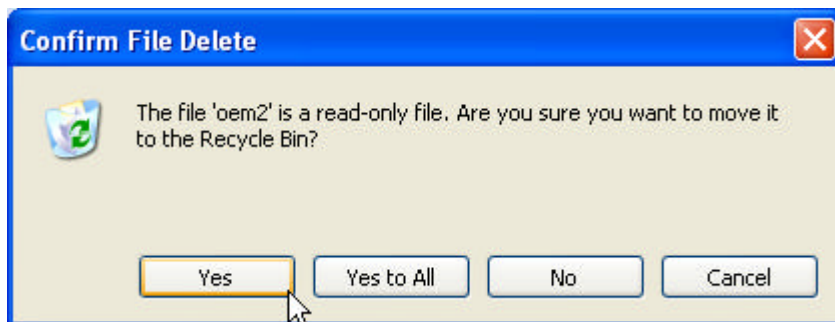 Confirm File Delete
The file 'oem2' is a read-only file. Are you sure you want to move it
to the Recycle Bin?
Yes Yes to All No Cancel